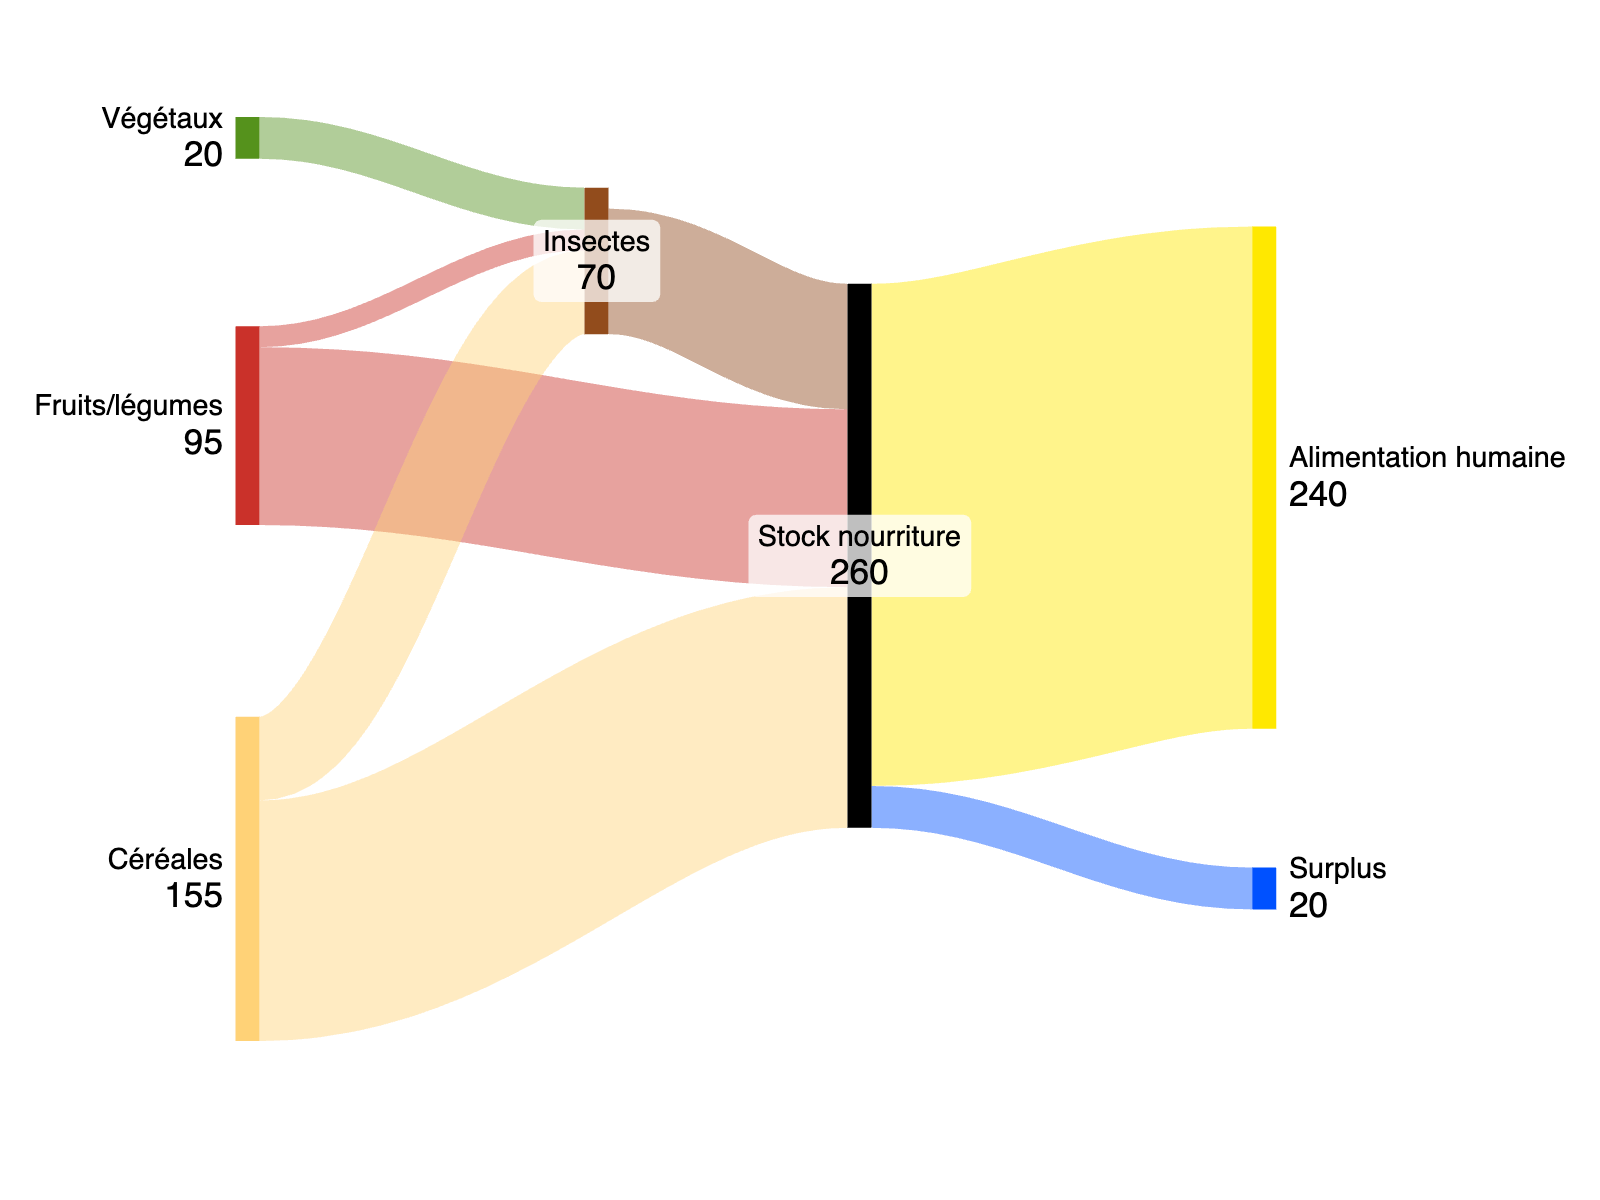 Végétaux
20
Insectes
70
Fruits/légumes
95
Stock nourriture
260
Alimentation humaine
240
Céréales
155
Surplus
20